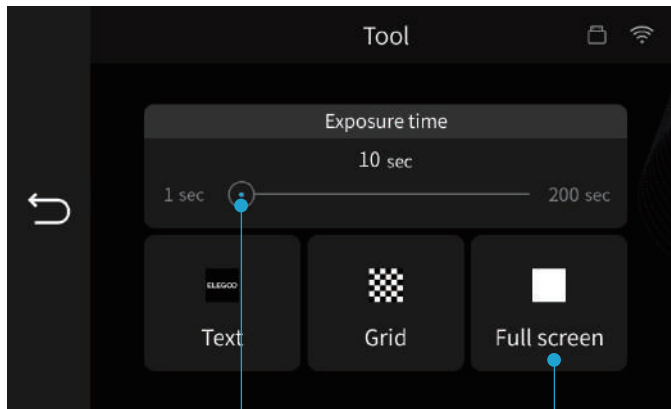 Tool
Exposure time
10 sec
1 sec 200 sec
ELEGOO
Text Grid Full screen